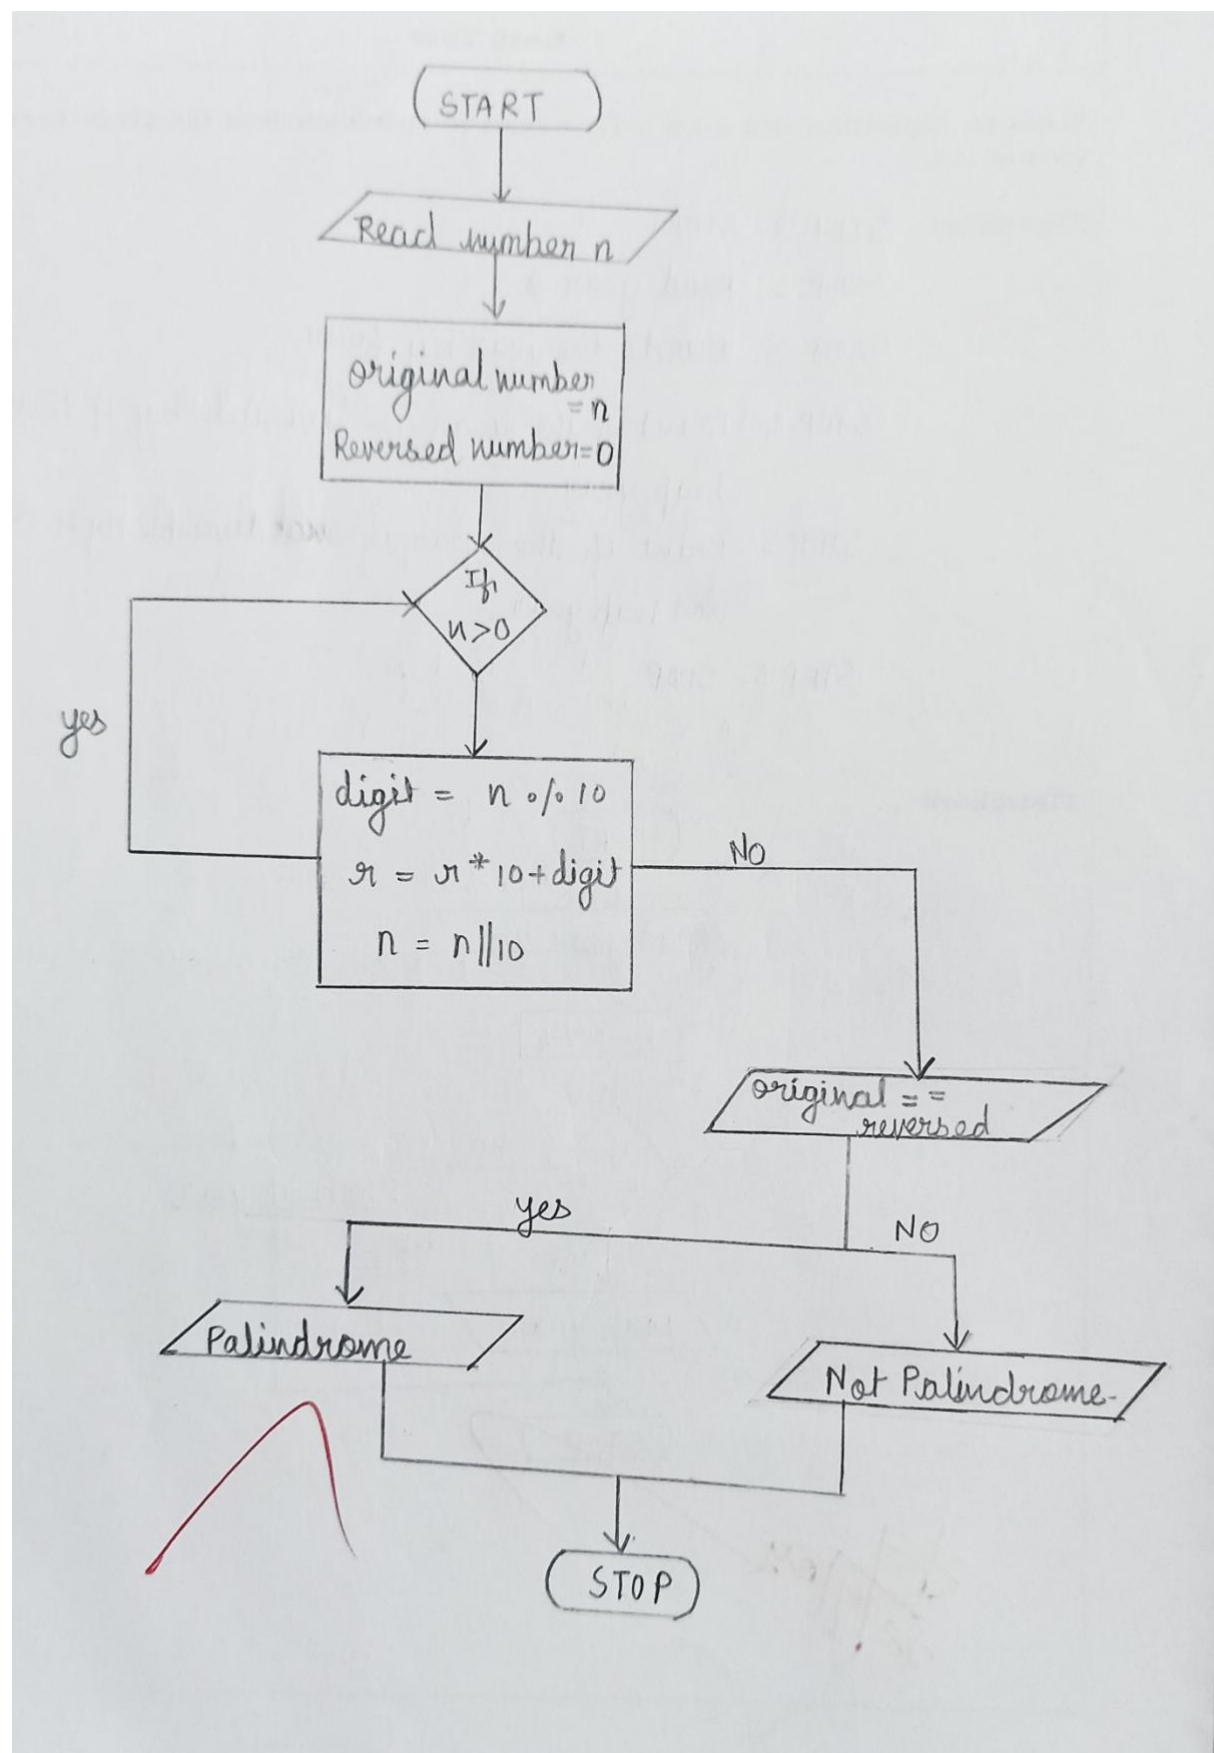 START
Read number n
original number
= n
Reversed number=0
If
n>0
yes
digit = n % 10
r = r * 10 + digit
n = n//10
NO
original = =
reversed
yes
NO
Palindrome
Not Palindrome
STOP